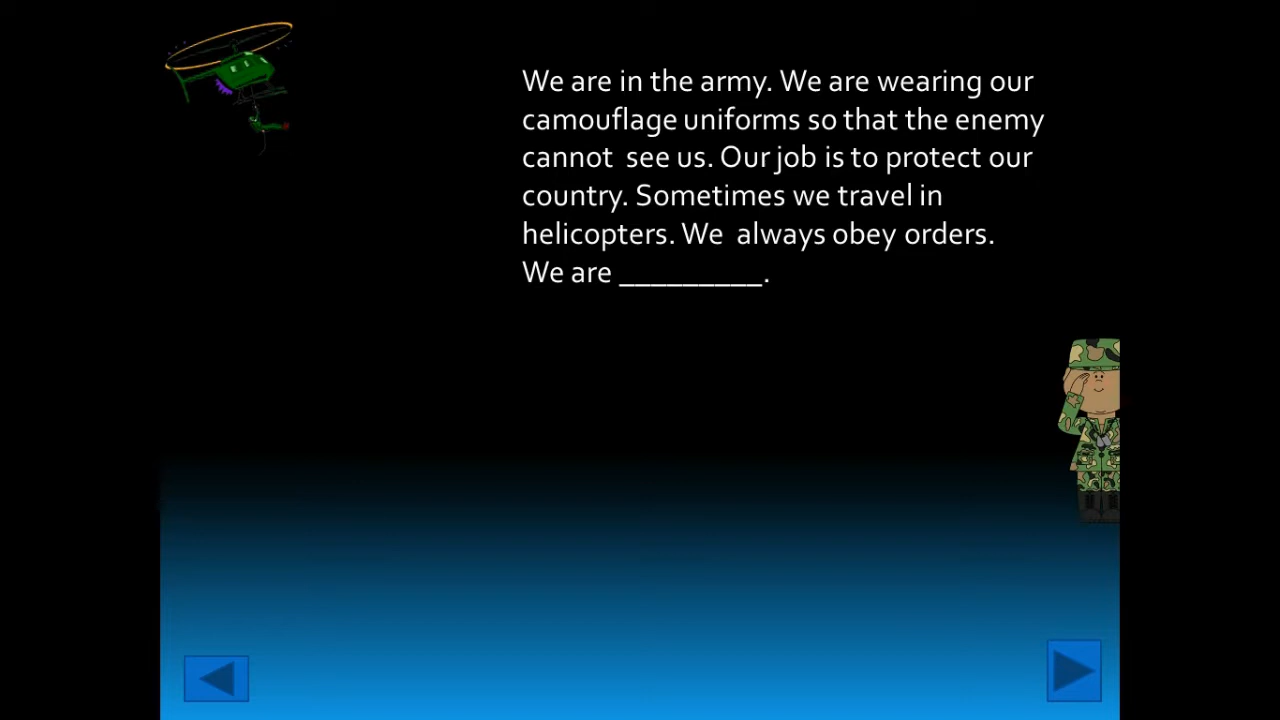 We are in the army. We are wearing our
camouflage uniforms so that the enemy
cannot  see us. Our job is to protect our
country. Sometimes we travel in
helicopters. We  always obey orders.
We are _________.